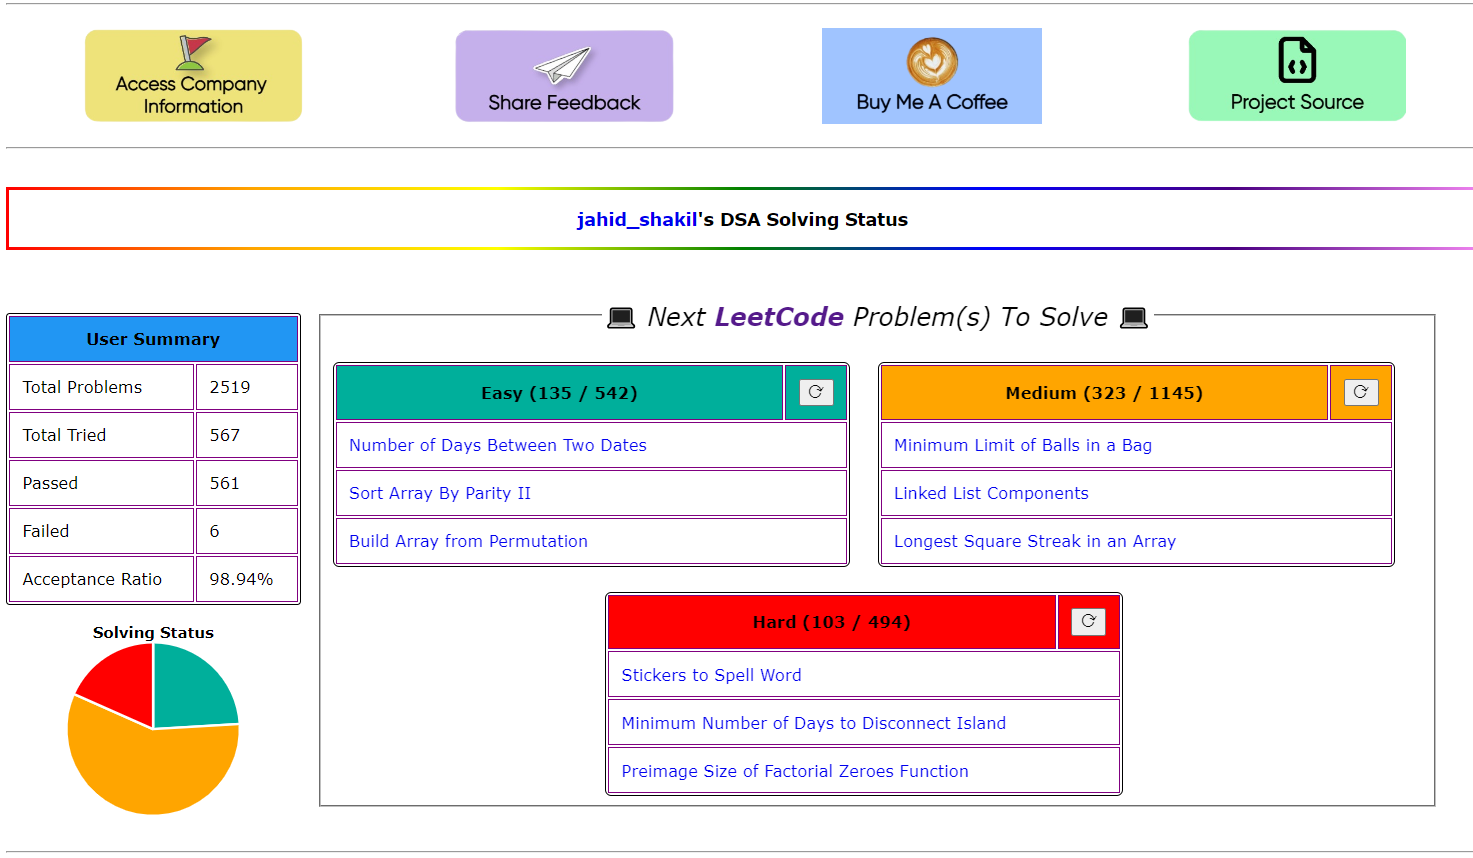 Access Company
Information
Share Feedback
Buy Me A Coffee
Project Source
jahid_shakil's DSA Solving Status
Next LeetCode Problem(s) To Solve
User Summary
Total Problems 2519
Total Tried 567
Passed 561
Failed 6
Acceptance Ratio 98.94%
Solving Status
Easy (135 / 542)
Number of Days Between Two Dates
Sort Array By Parity II
Build Array from Permutation
Medium (323 / 1145)
Minimum Limit of Balls in a Bag
Linked List Components
Longest Square Streak in an Array
Hard (103 / 494)
Stickers to Spell Word
Minimum Number of Days to Disconnect Island
Preimage Size of Factorial Zeroes Function